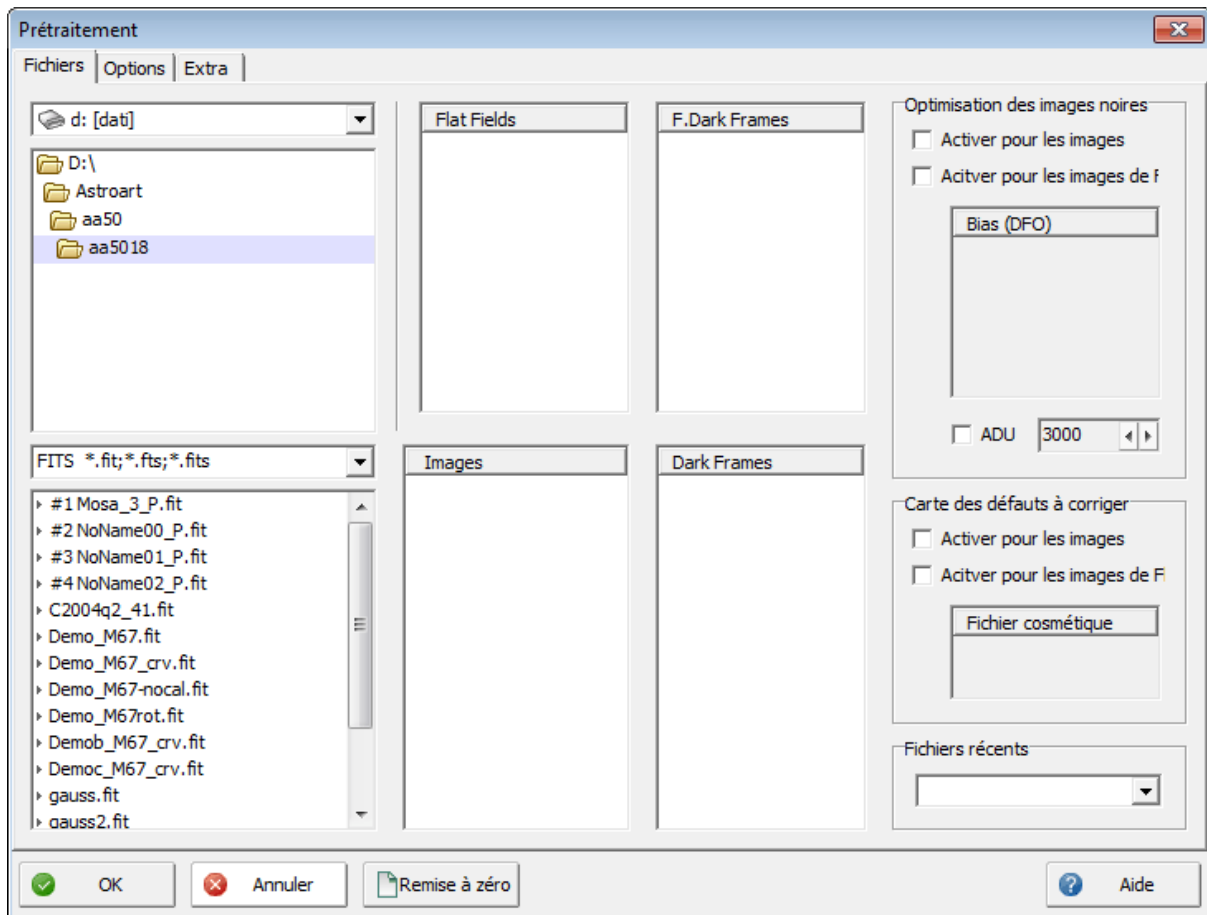 Prétraitement
Fichiers
Options
Extra
d: [dati]
D:\
Astroart
aa50
aa5018
FITS *.fit;*.fts;*.fits
#1 Mosa_3_P.fit
#2 NoName00_P.fit
#3 NoName01_P.fit
#4 NoName02_P.fit
C2004q2_41.fit
Demo_M67.fit
Demo_M67_crv.fit
Demo_M67-nocal.fit
Demo_M67rot.fit
Demob_M67_crv.fit
Democ_M67_crv.fit
gauss.fit
gauss2.fit
Flat Fields
F.Dark Frames
Images
Dark Frames
Optimisation des images noires
Activer pour les images
Acitver pour les images de F
Bias (DFO)
ADU 3000
Carte des défauts à corriger
Activer pour les images
Acitver pour les images de F
Fichier cosmétique
Fichiers récents
OK
Annuler
Remise à zéro
Aide